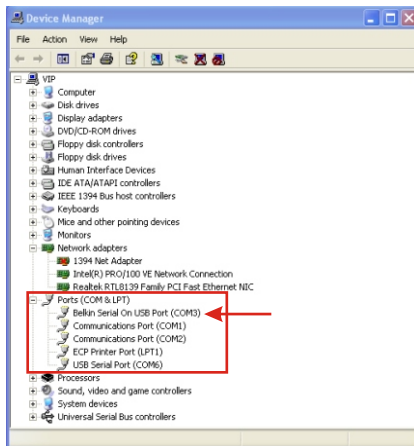 Device Manager
File Action View Help
VIP
Computer
Disk drives
Display adapters
DVD/CD-ROM drives
Floppy disk controllers
Floppy disk drives
Human Interface Devices
IDE ATA/ATAPI controllers
IEEE 1394 Bus host controllers
Keyboards
Mice and other pointing devices
Monitors
Network adapters
1394 Net Adapter
Intel(R) PRO/100 VE Network Connection
Realtek RTL8139 Family PCI Fast Ethernet NIC
Ports (COM & LPT)
Belkin Serial On USB Port (COM3)
Communications Port (COM1)
Communications Port (COM2)
ECP Printer Port (LPT1)
USB Serial Port (COM6)
Processors
Sound, video and game controllers
System devices
Universal Serial Bus controllers